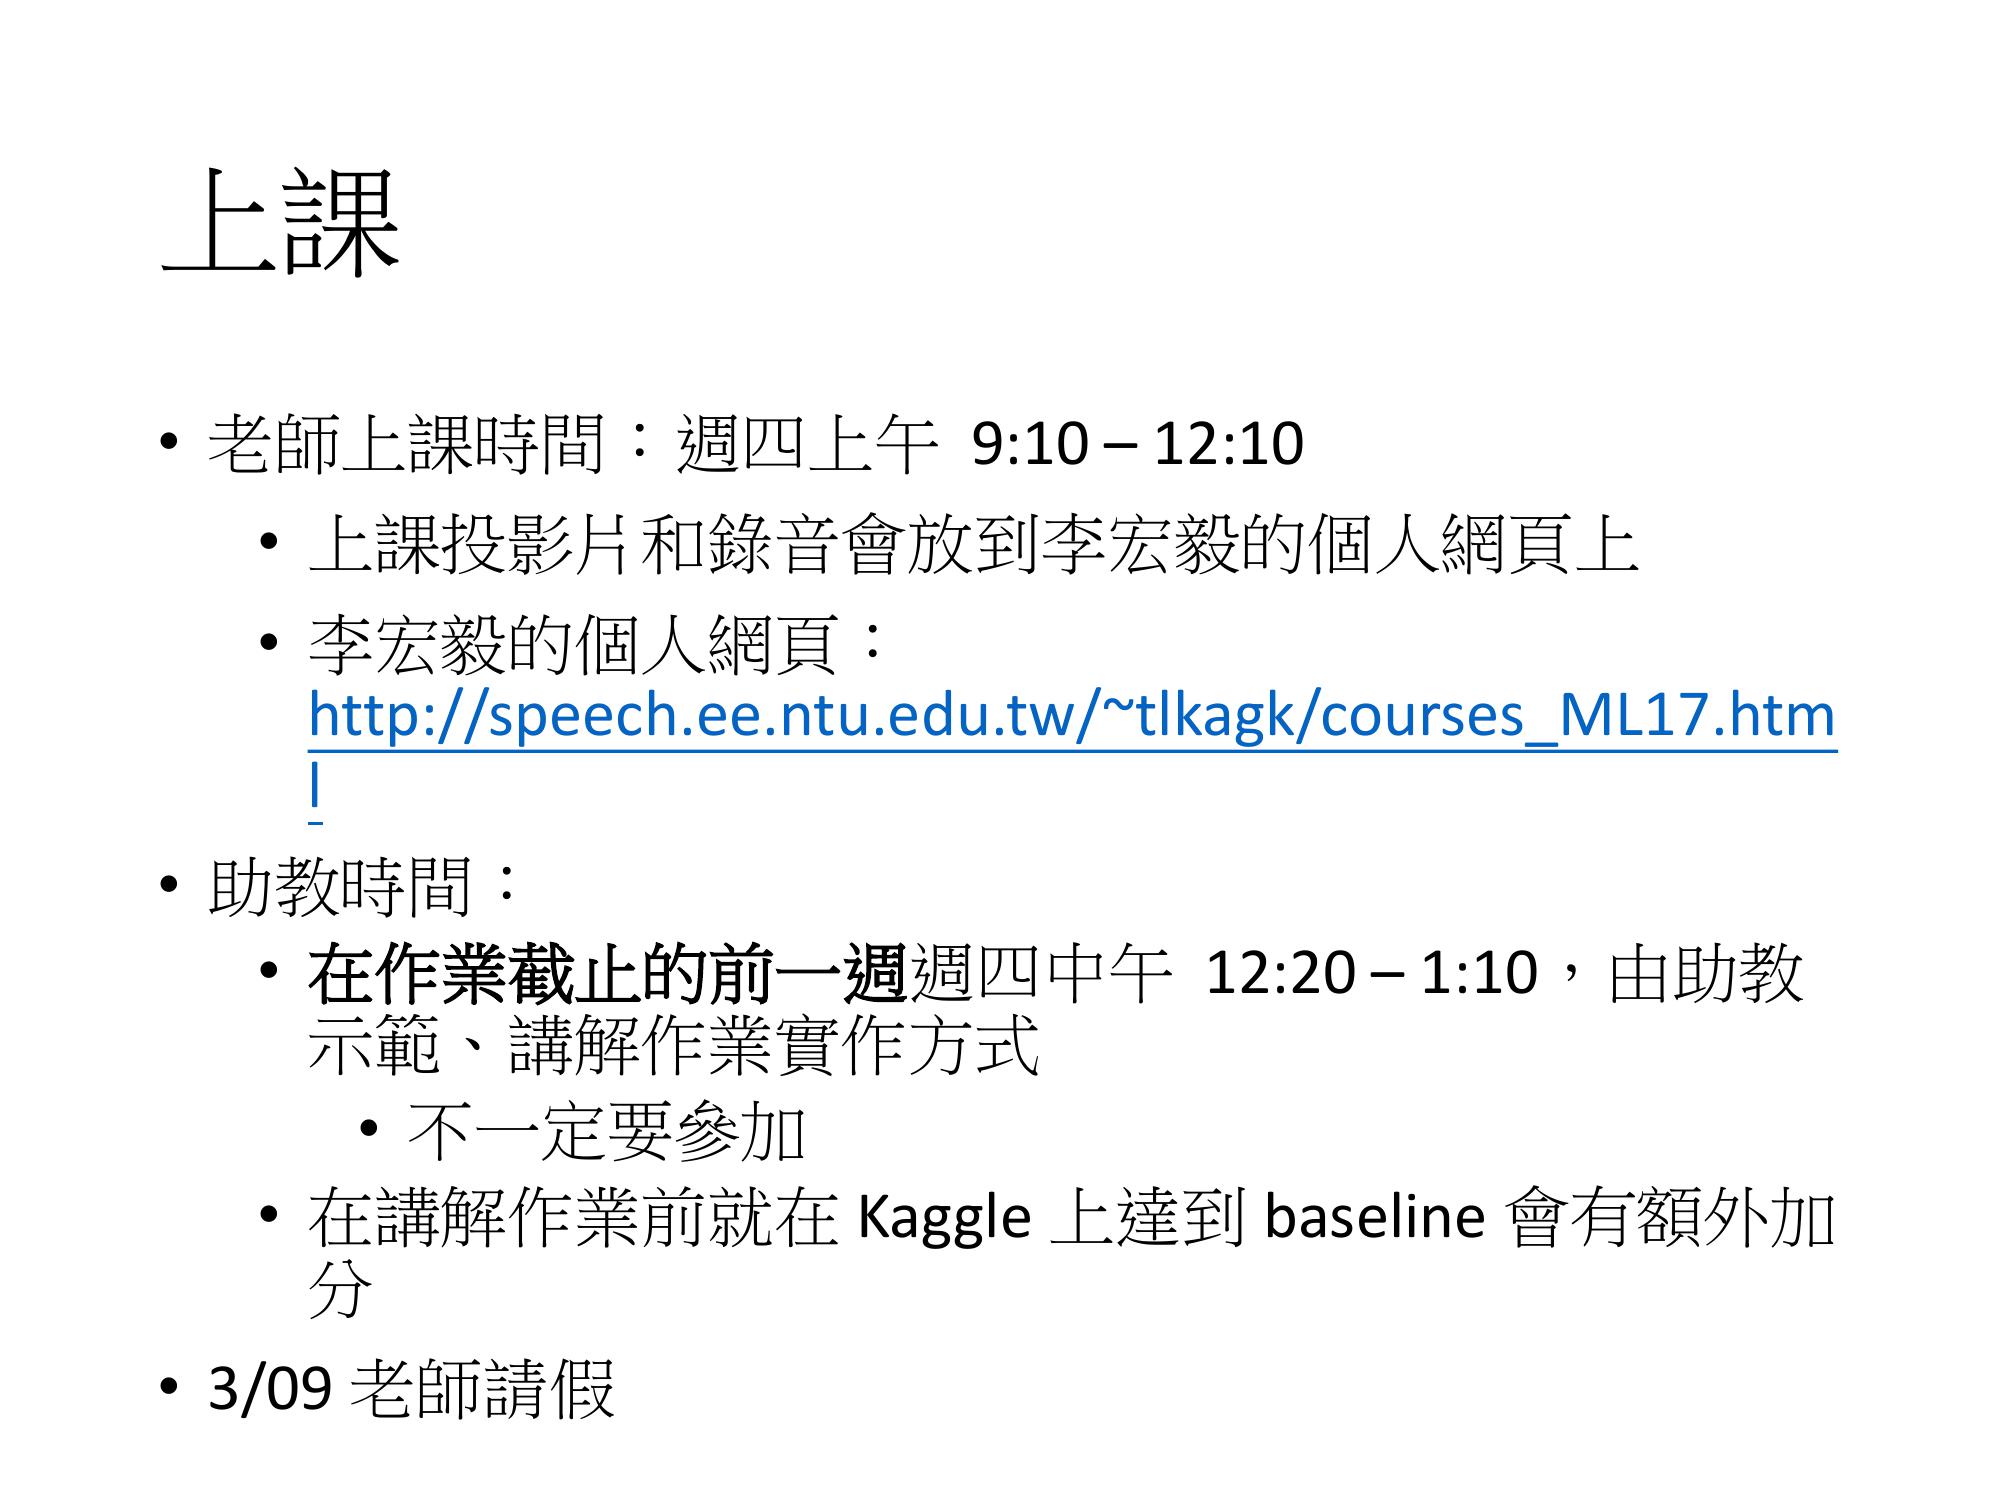 上課
• 老師上課時間：週四上午 9:10 – 12:10
• 上課投影片和錄音會放到李宏毅的個人網頁上
• 李宏毅的個人網頁：
http://speech.ee.ntu.edu.tw/~tlkagk/courses_ML17.htm
l
• 助教時間：
• 在作業截止的前一週週四中午 12:20 – 1:10，由助教
示範、講解作業實作方式
• 不一定要參加
• 在講解作業前就在 Kaggle 上達到 baseline 會有額外加
分
• 3/09 老師請假